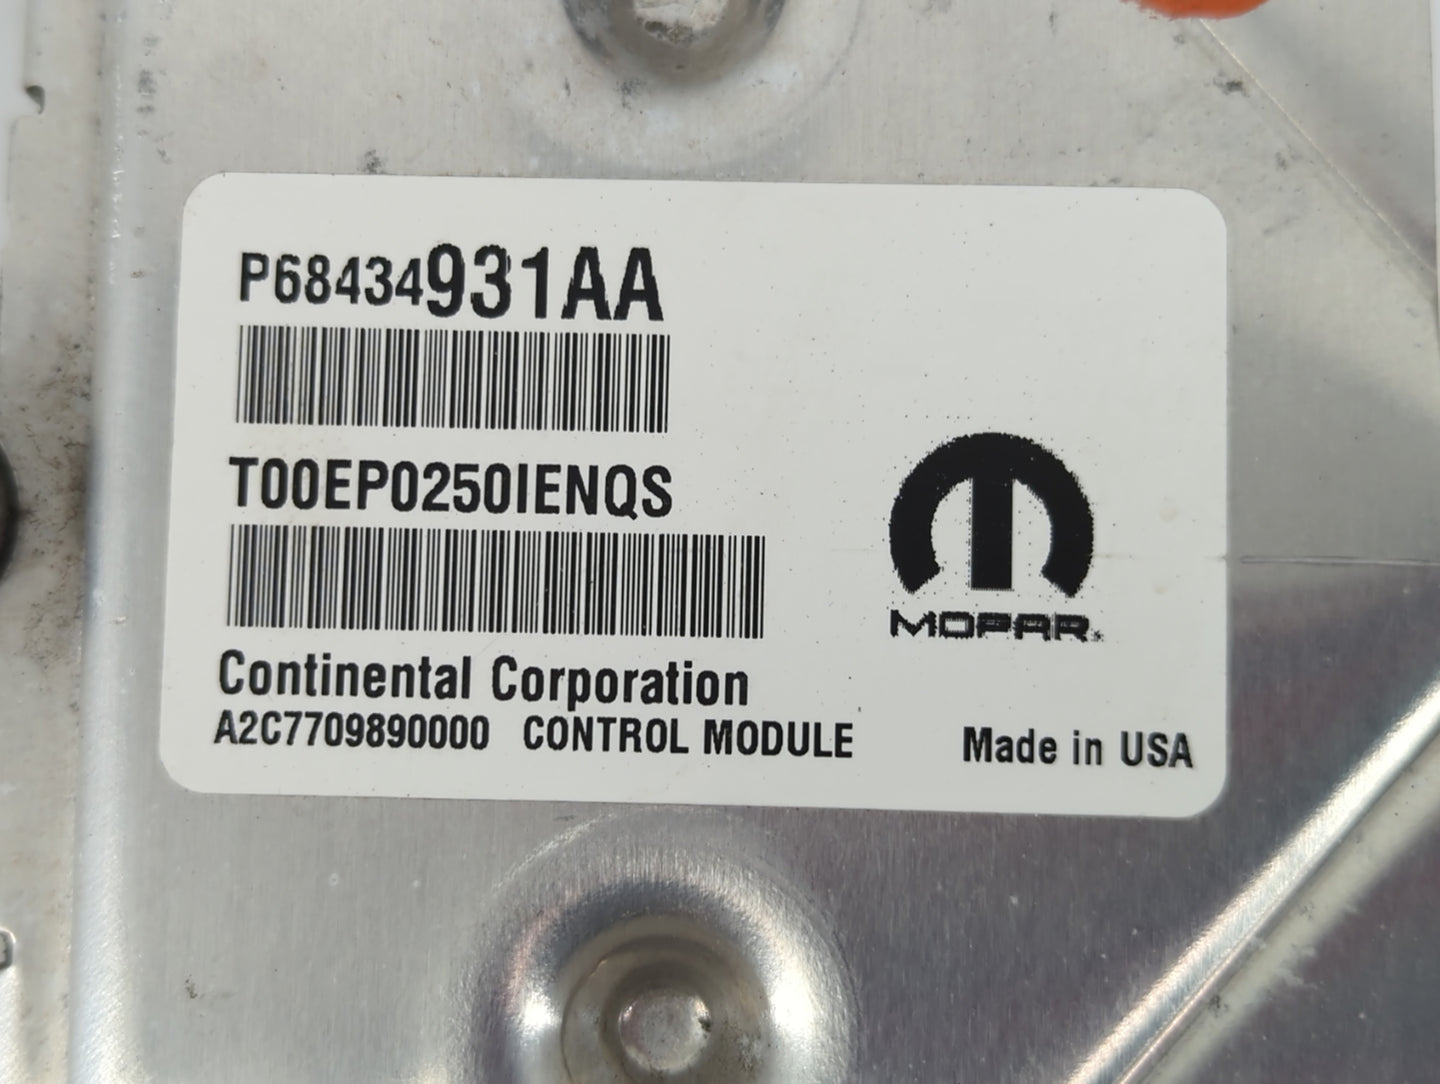 P68434931AA
T00EP0250IENQS
MOPAR.
Continental Corporation
A2C7709890000 CONTROL MODULE
Made in USA